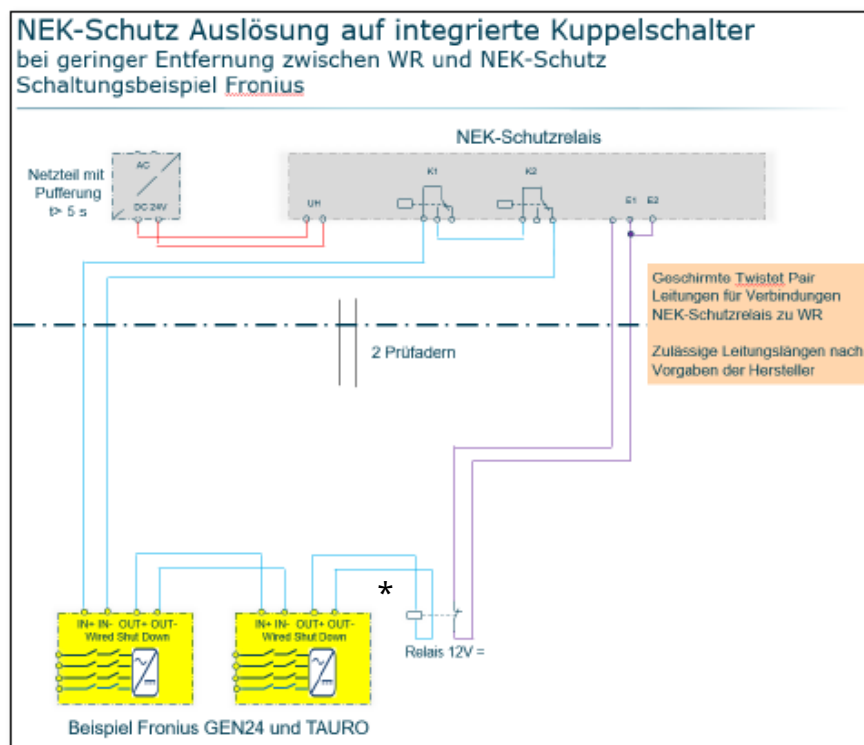 NEK-Schutz Auslösung auf integrierte Kuppelschalter
bei geringer Entfernung zwischen WR und NEK-Schutz
Schaltungsbeispiel Fronius
NEK-Schutzrelais
Netzteil mit
Pufferung
t> 5 s
AC
DC 24V
UH
K1
K2
E1 E2
Geschirmte Twistet Pair
Leitungen für Verbindungen
NEK-Schutzrelais zu WR
Zulässige Leitungslängen nach
Vorgaben der Hersteller
2 Prüfadern
*
IN+ IN- OUT+ OUT-
Wired Shut Down
IN+ IN- OUT+ OUT-
Wired Shut Down
Relais 12V =
Beispiel Fronius GEN24 und TAURO